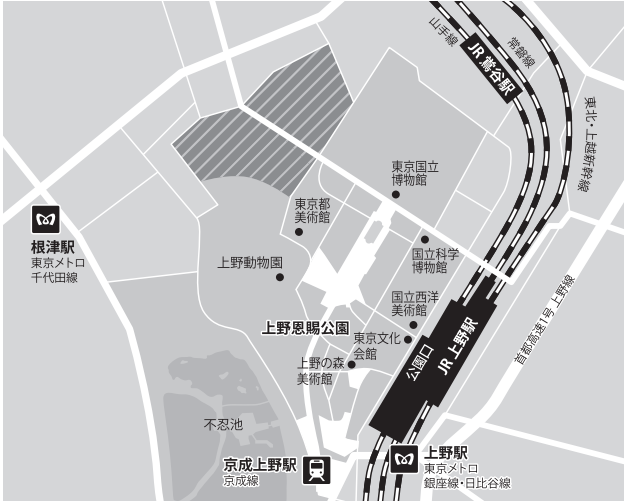 山手線
常磐線
JR 鶯谷駅
東北・上越新幹線
東京国立
博物館
東京都
美術館
根津駅
東京メトロ
千代田線
上野動物園
国立科学
博物館
国立西洋
美術館
上野恩賜公園
東京文化
会館
公園口
JR 上野駅
首都高速1号 上野線
上野の森
美術館
不忍池
京成上野駅
京成線
上野駅
東京メトロ
銀座線・日比谷線